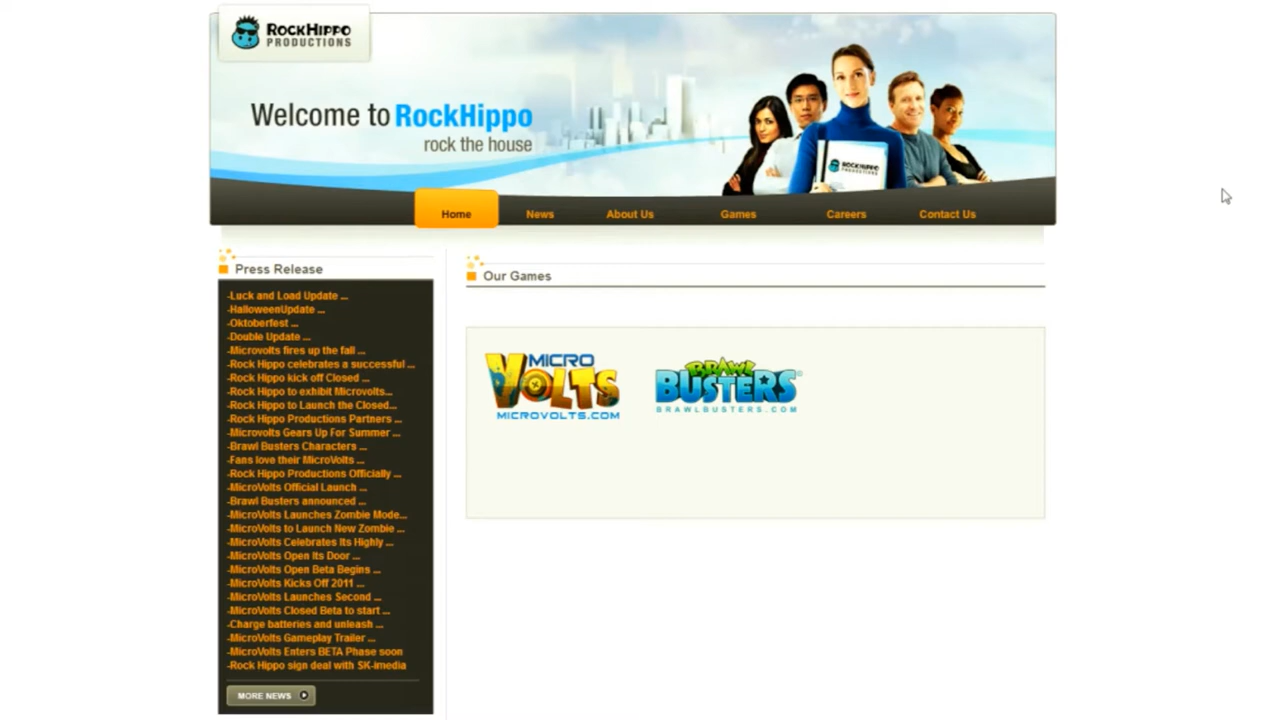 ROCKHIPPO
PRODUCTIONS
Welcome to RockHippo
rock the house
ROCKHIPPO
PRODUCTIONS
Home News About Us Games Careers Contact Us
Press Release
-Luck and Load Update ...
-HalloweenUpdate ...
-Oktoberfest ...
-Double Update ...
-Microvolts fires up the fall ...
-Rock Hippo celebrates a successful ...
-Rock Hippo kick off Closed ...
-Rock Hippo to exhibit Microvolts...
-Rock Hippo to Launch the Closed...
-Rock Hippo Productions Partners ...
-Microvolts Gears Up For Summer ...
-Brawl Busters Characters ...
-Fans love their MicroVolts ...
-Rock Hippo Productions Officially ...
-MicroVolts Official Launch ...
-Brawl Busters announced ...
-MicroVolts Launches Zombie Mode...
-MicroVolts to Launch New Zombie ...
-MicroVolts Celebrates Its Highly ...
-MicroVolts Open Its Door ...
-MicroVolts Open Beta Begins ...
-MicroVolts Kicks Off 2011 ...
-MicroVolts Launches Second ...
-MicroVolts Closed Beta to start ...
-Charge batteries and unleash ...
-MicroVolts Gameplay Trailer ...
-MicroVolts Enters BETA Phase soon
-Rock Hippo sign deal with SK-imedia
MORE NEWS
Our Games
MICRO
VOLTS
MICROVOLTS.COM
BRAWL
BUSTERS
BRAWLBUSTERS.COM